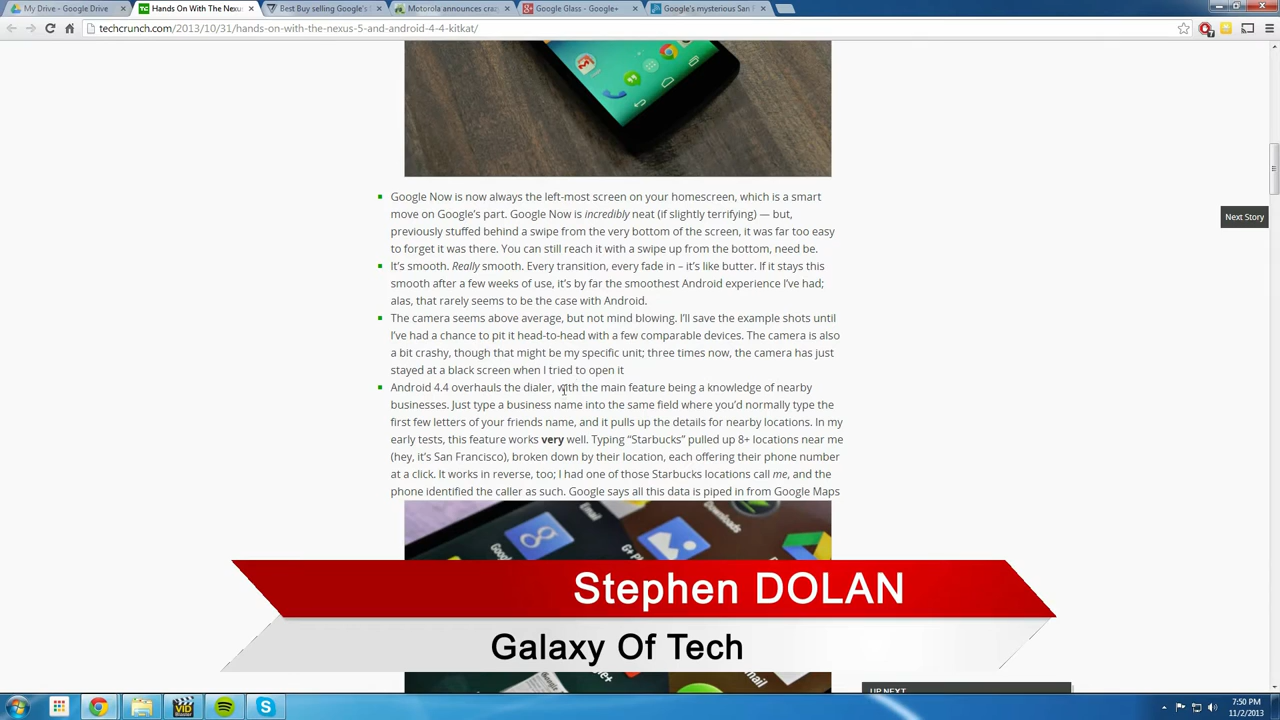 My Drive - Google Drive
Hands On With The Nexu
Best Buy selling Google's
Motorola announces craz
Google Glass - Google+
Google's mysterious San
techcrunch.com/2013/10/31/hands-on-with-the-nexus-5-and-android-4-4-kitkat/
Google Now is now always the left-most screen on your homescreen, which is a smart
move on Google's part. Google Now is incredibly neat (if slightly terrifying) — but,
previously stuffed behind a swipe from the very bottom of the screen, it was far too easy
to forget it was there. You can still reach it with a swipe up from the bottom, need be.
Next Story
It's smooth. Really smooth. Every transition, every fade in – it's like butter. If it stays this
smooth after a few weeks of use, it's by far the smoothest Android experience I've had;
alas, that rarely seems to be the case with Android.
The camera seems above average, but not mind blowing. I'll save the example shots until
I've had a chance to pit it head-to-head with a few comparable devices. The camera is also
a bit crashy, though that might be my specific unit; three times now, the camera has just
stayed at a black screen when I tried to open it
Android 4.4 overhauls the dialer, with the main feature being a knowledge of nearby
businesses. Just type a business name into the same field where you'd normally type the
first few letters of your friends name, and it pulls up the details for nearby locations. In my
early tests, this feature works very well. Typing “Starbucks” pulled up 8+ locations near me
(hey, it's San Francisco), broken down by their location, each offering their phone number
at a click. It works in reverse, too; I had one of those Starbucks locations call me, and the
phone identified the caller as such. Google says all this data is piped in from Google Maps
Email
Downloads
Stephen DOLAN
Galaxy Of Tech
UP NEXT
7:50 PM
11/2/2013